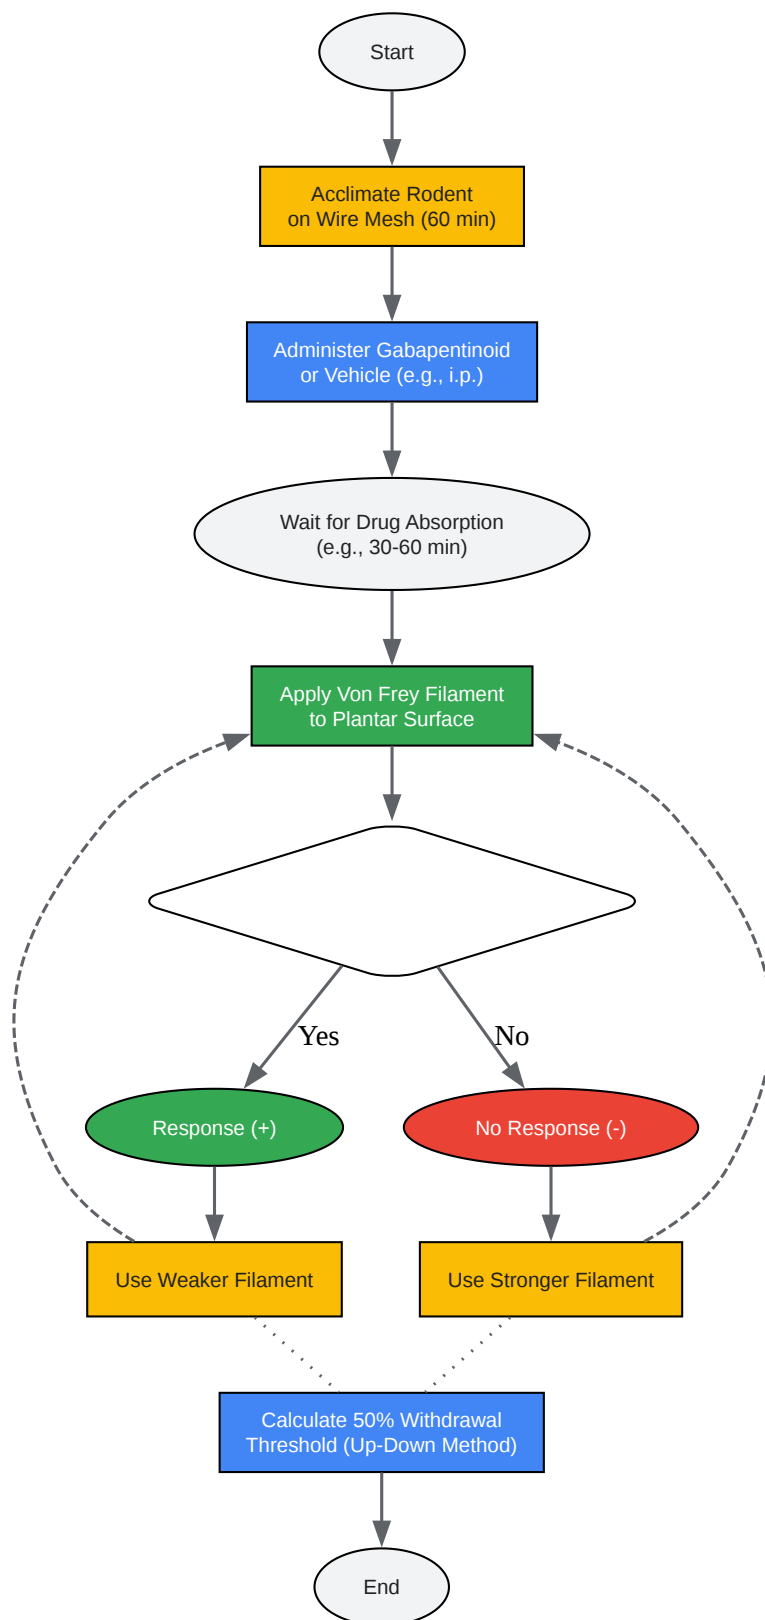 Start
Acclimate Rodent
on Wire Mesh (60 min)
Administer Gabapentinoid
or Vehicle (e.g., i.p.)
Wait for Drug Absorption
(e.g., 30-60 min)
Apply Von Frey Filament
to Plantar Surface
Yes
No
Response (+)
No Response (-)
Use Weaker Filament
Use Stronger Filament
Calculate 50% Withdrawal
Threshold (Up-Down Method)
End